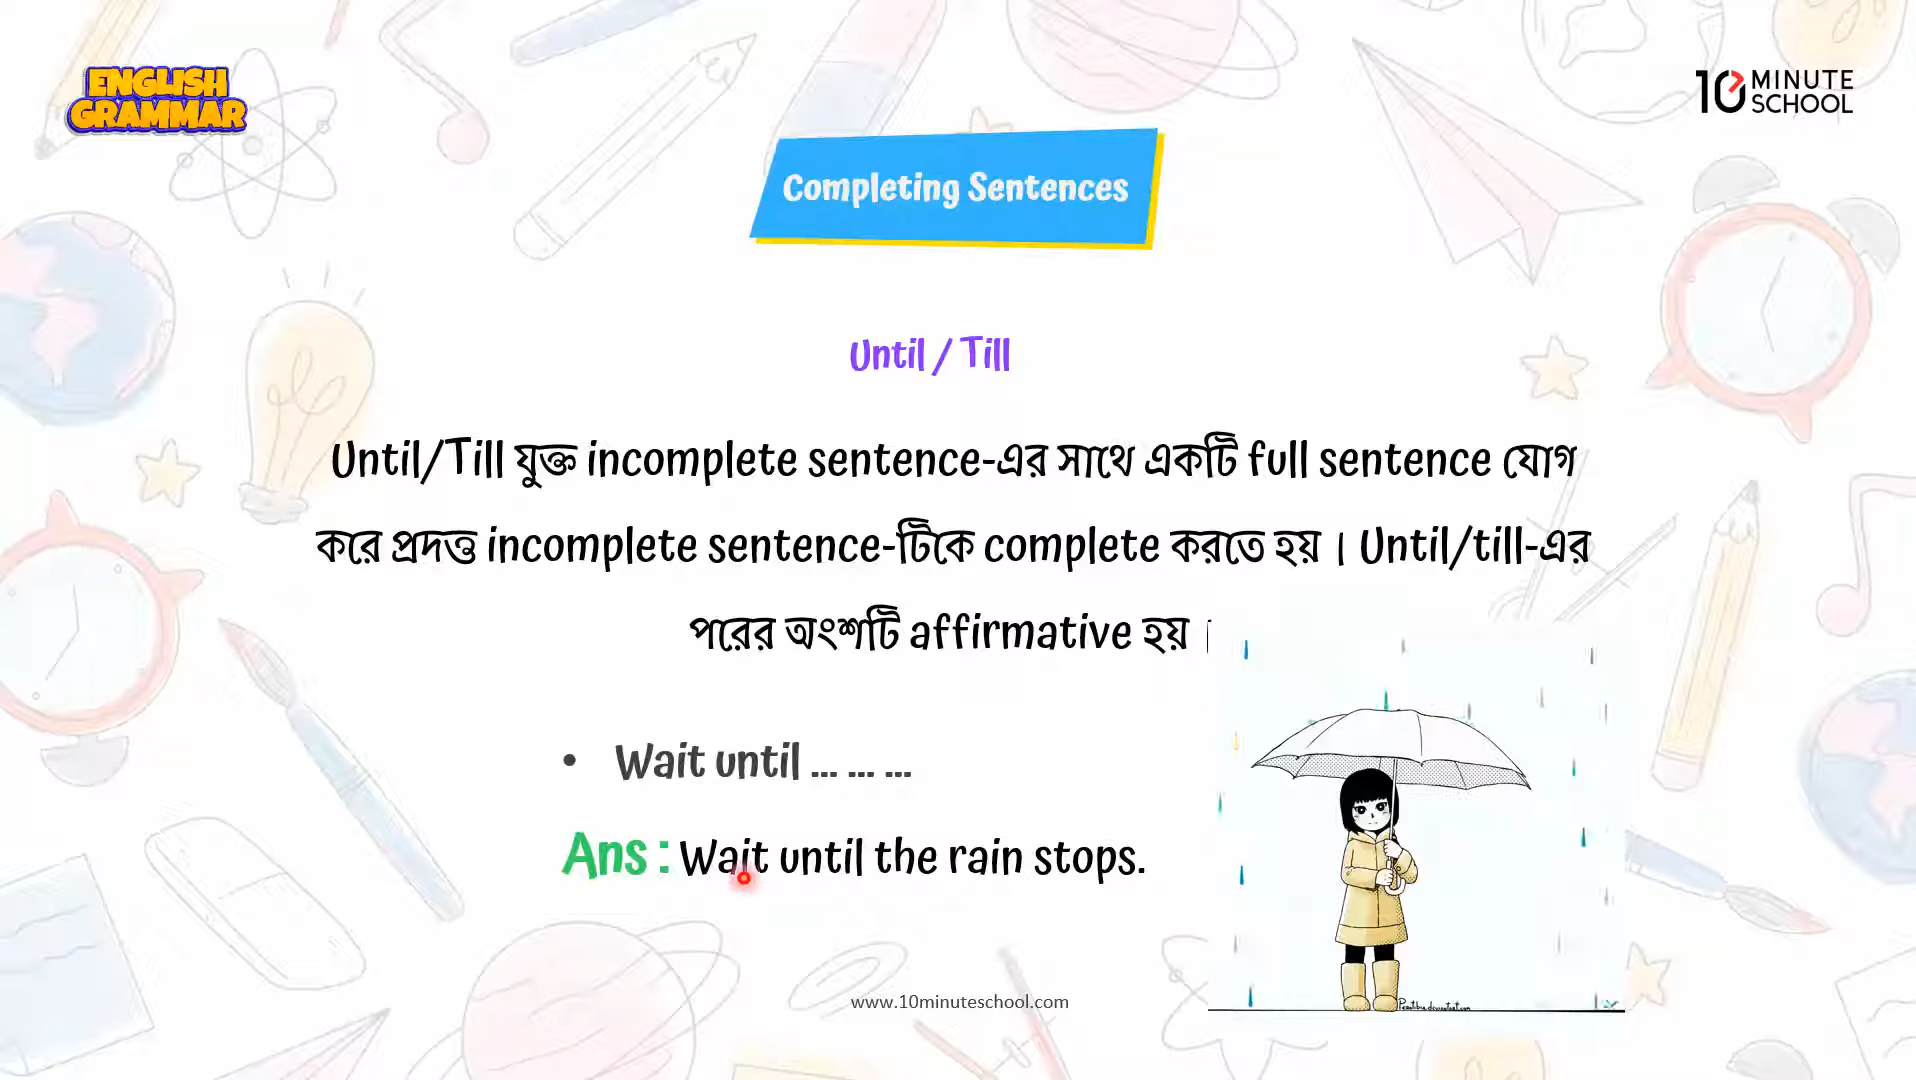 ENGLISH
GRAMMAR
10 MINUTE
SCHOOL
Completing Sentences
Until / Till
Until/Till যুক্ত incomplete sentence-এর সাথে একটি full sentence যোগ
করে প্রদত্ত incomplete sentence-টিকে complete করতে হয় । Until/till-এর
পরের অংশটি affirmative হয় ।
• Wait until ... ... ...
Ans : Wait until the rain stops.
www.10minuteschool.com